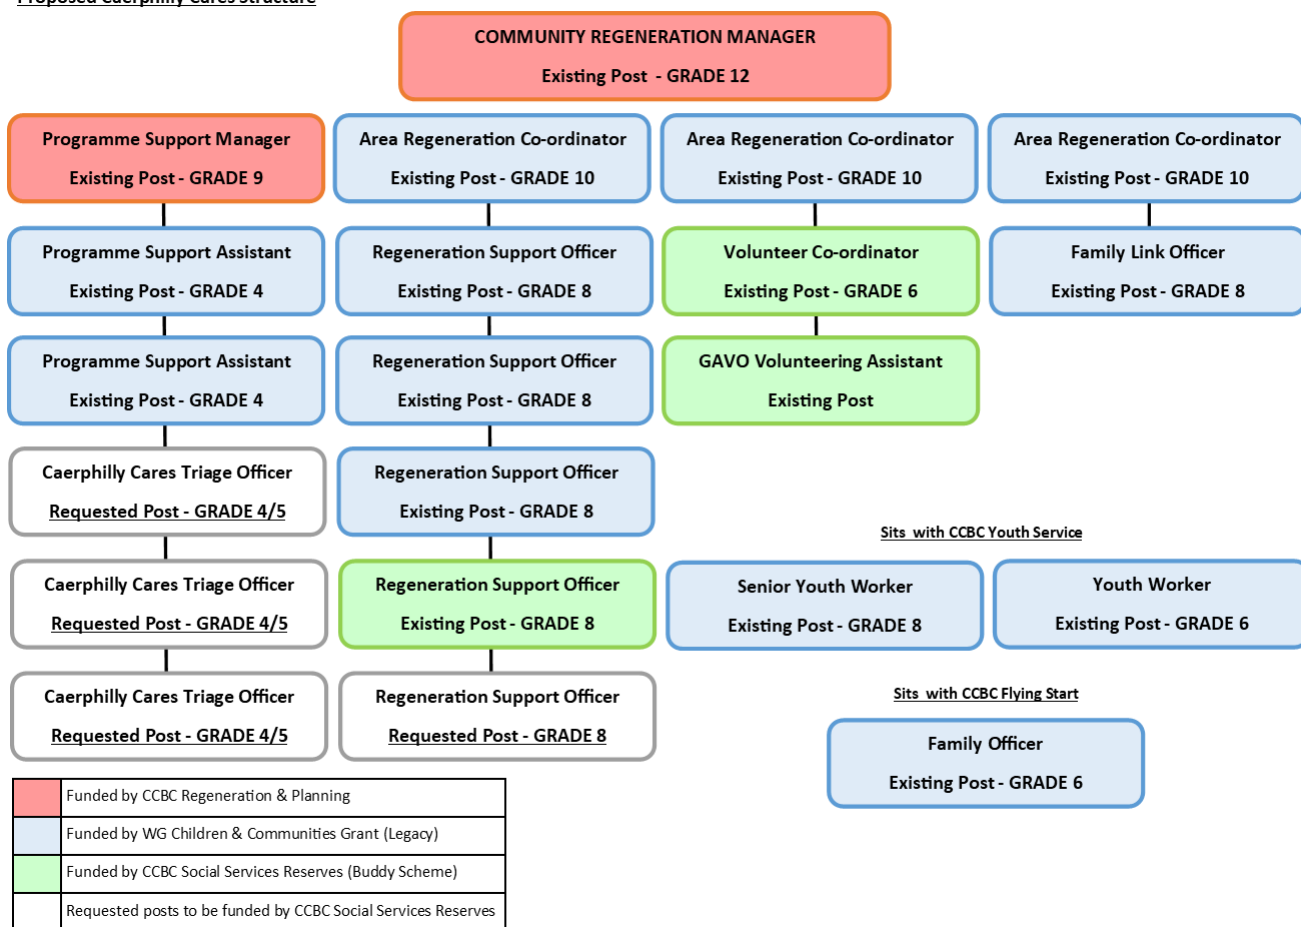 Proposed Caerphilly Cares Structure
COMMUNITY REGENERATION MANAGER
Existing Post - GRADE 12
Programme Support Manager
Existing Post - GRADE 9
Area Regeneration Co-ordinator
Existing Post - GRADE 10
Area Regeneration Co-ordinator
Existing Post - GRADE 10
Area Regeneration Co-ordinator
Existing Post - GRADE 10
Programme Support Assistant
Existing Post - GRADE 4
Regeneration Support Officer
Existing Post - GRADE 8
Volunteer Co-ordinator
Existing Post - GRADE 6
Family Link Officer
Existing Post - GRADE 8
Programme Support Assistant
Existing Post - GRADE 4
Regeneration Support Officer
Existing Post - GRADE 8
GAVO Volunteering Assistant
Existing Post
Caerphilly Cares Triage Officer
Requested Post - GRADE 4/5
Regeneration Support Officer
Existing Post - GRADE 8
Sits with CCBC Youth Service
Caerphilly Cares Triage Officer
Requested Post - GRADE 4/5
Regeneration Support Officer
Existing Post - GRADE 8
Senior Youth Worker
Existing Post - GRADE 8
Youth Worker
Existing Post - GRADE 6
Caerphilly Cares Triage Officer
Requested Post - GRADE 4/5
Regeneration Support Officer
Requested Post - GRADE 8
Sits with CCBC Flying Start
Family Officer
Existing Post - GRADE 6
Funded by CCBC Regeneration & Planning
Funded by WG Children & Communities Grant (Legacy)
Funded by CCBC Social Services Reserves (Buddy Scheme)
Requested posts to be funded by CCBC Social Services Reserves